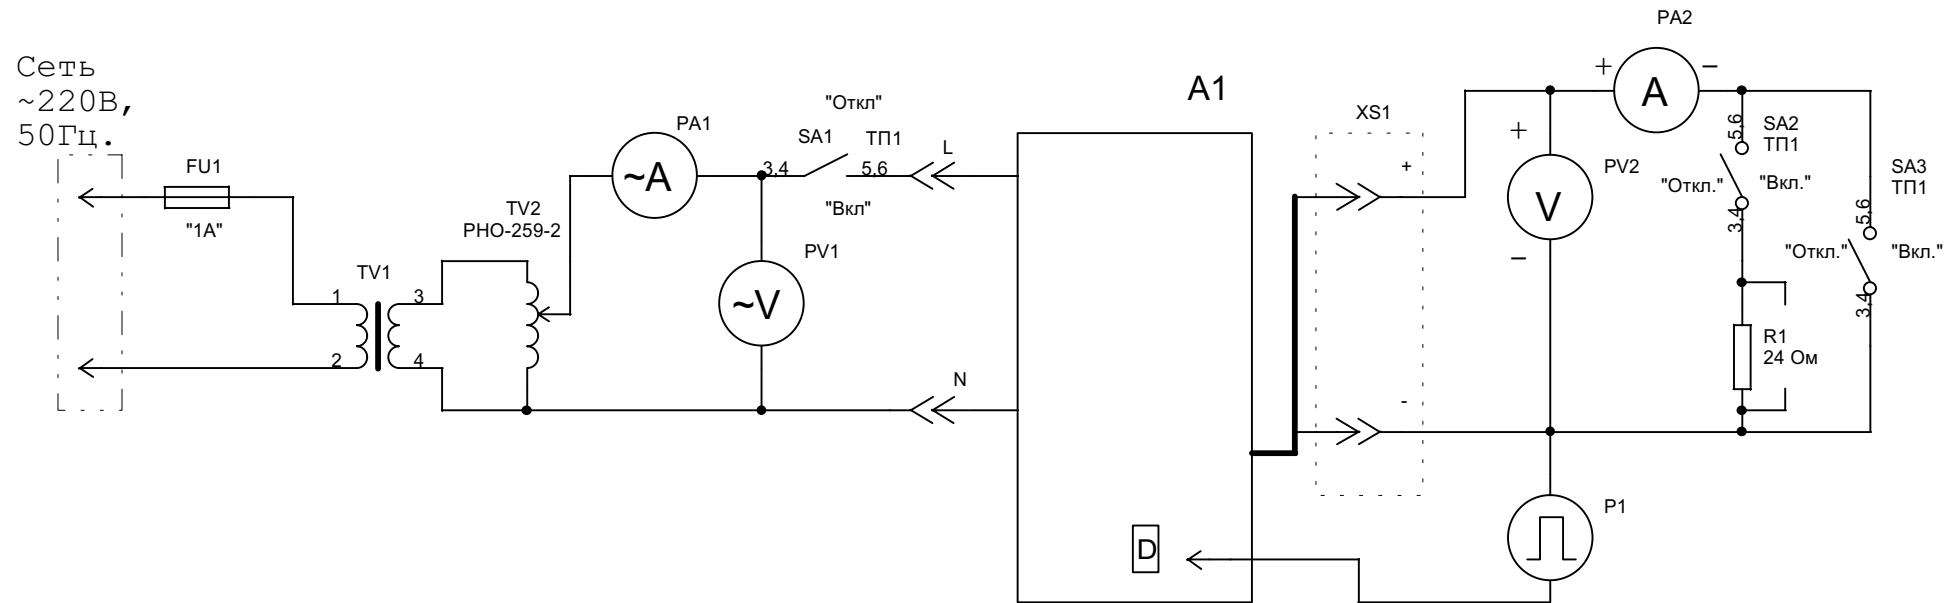 Сеть
~220В,
50Гц.
FU1
"1А"
TV1
1
2
3
4
TV2
РНО-259-2
PA1
~A
PV1
~V
"Откл"
SA1
ТП1
3,4
5,6
"Вкл"
L
N
A1
D
XS1
+
-
PA2
+
A
−
+
V
−
PV2
5,6
SA2
ТП1
"Откл."
"Вкл."
3,4
R1
24 Ом
SA3
ТП1
5,6
"Откл."
"Вкл."
3,4
P1